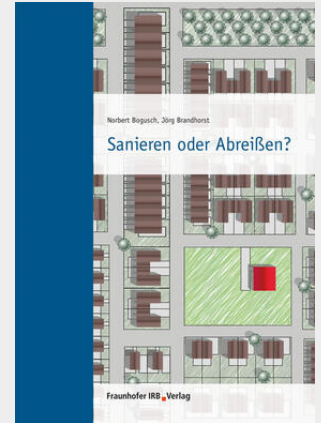 Norbert Bogusch, Jörg Brandhorst
Sanieren oder Abreißen?
Fraunhofer IRB Verlag